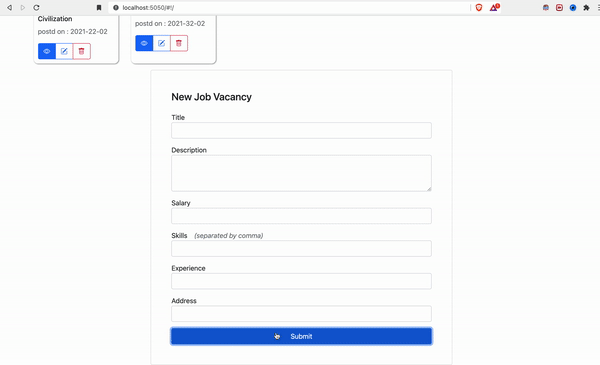 localhost:5050/#!/
Civilization
postd on : 2021-22-02
postd on : 2021-32-02
New Job Vacancy
Title
Description
Salary
Skills (separated by comma)
Experience
Address
Submit